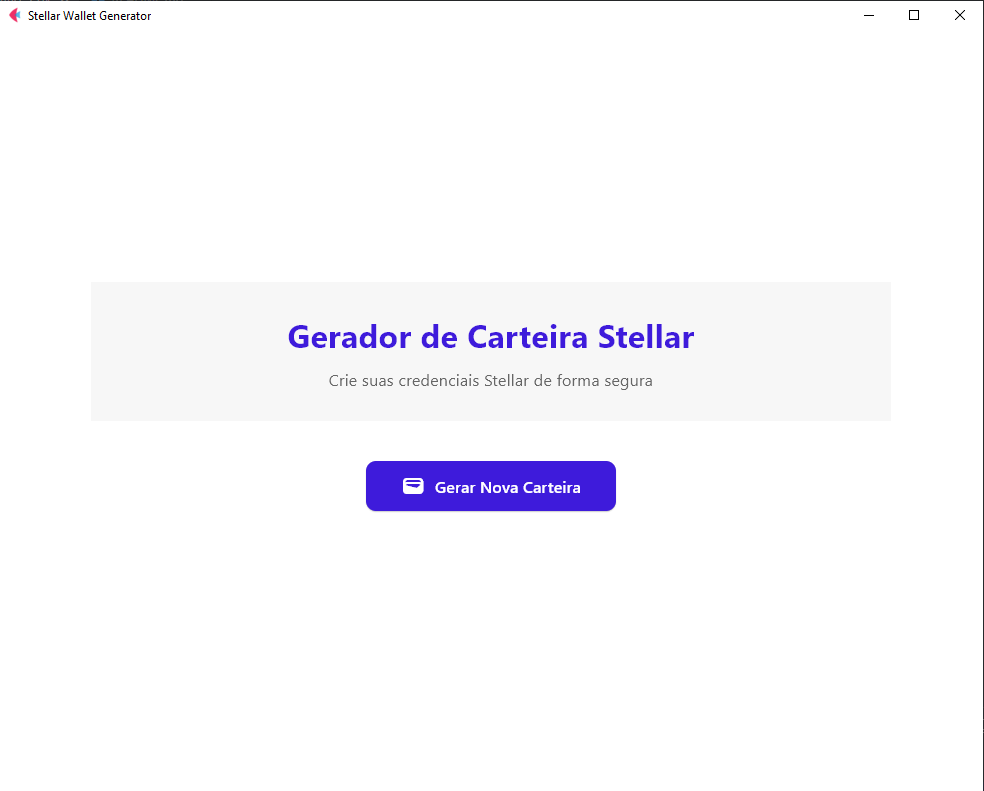 Stellar Wallet Generator
Gerador de Carteira Stellar
Crie suas credenciais Stellar de forma segura
Gerar Nova Carteira